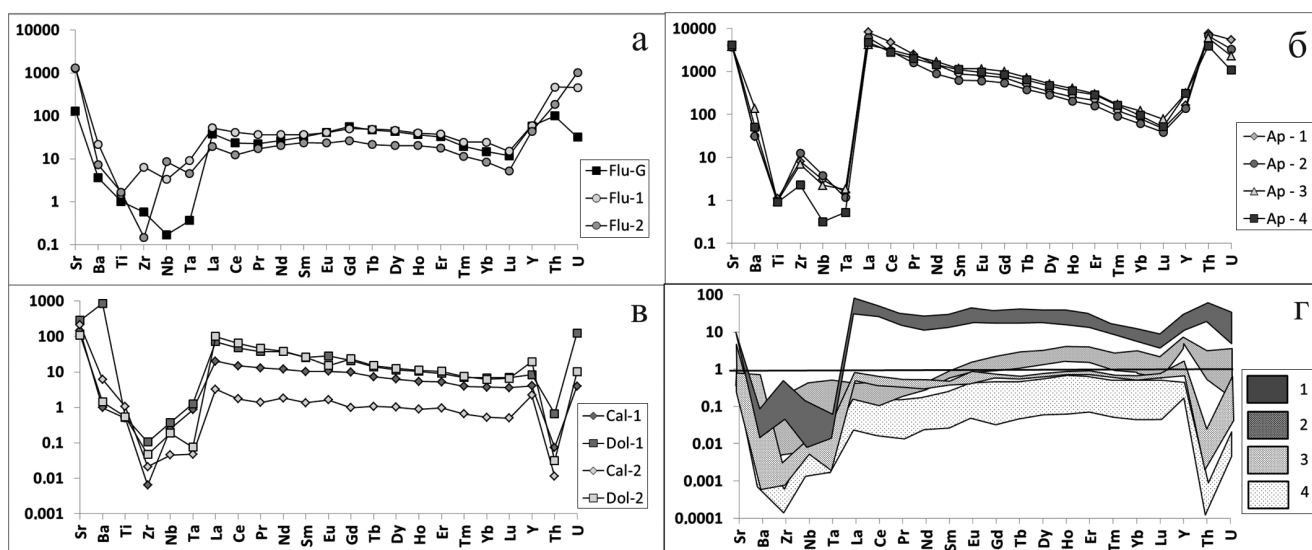 а
10000
1000
100
10
1
0.1
Sr Ba Ti Zr Nb Ta La Ce Pr Nd Sm Eu Gd Tb Dy Ho Er Tm Yb Lu Y Th U
Flu-G
Flu-1
Flu-2
б
10000
1000
100
10
1
0.1
Sr Ba Ti Zr Nb Ta La Ce Pr Nd Sm Eu Gd Tb Dy Ho Er Tm Yb Lu Y Th U
Ap - 1
Ap - 2
Ap - 3
Ap - 4
в
1000
100
10
1
0.1
0.01
0.001
Sr Ba Ti Zr Nb Ta La Ce Pr Nd Sm Eu Gd Tb Dy Ho Er Tm Yb Lu Y Th U
Cal-1
Dol-1
Cal-2
Dol-2
г
100
10
1
0.1
0.01
0.001
0.0001
Sr Ba Zr Nb Ta La Ce Pr Nd Sm Eu Gd Tb Dy Ho Er Tm Yb Lu Y Th U
1
2
3
4